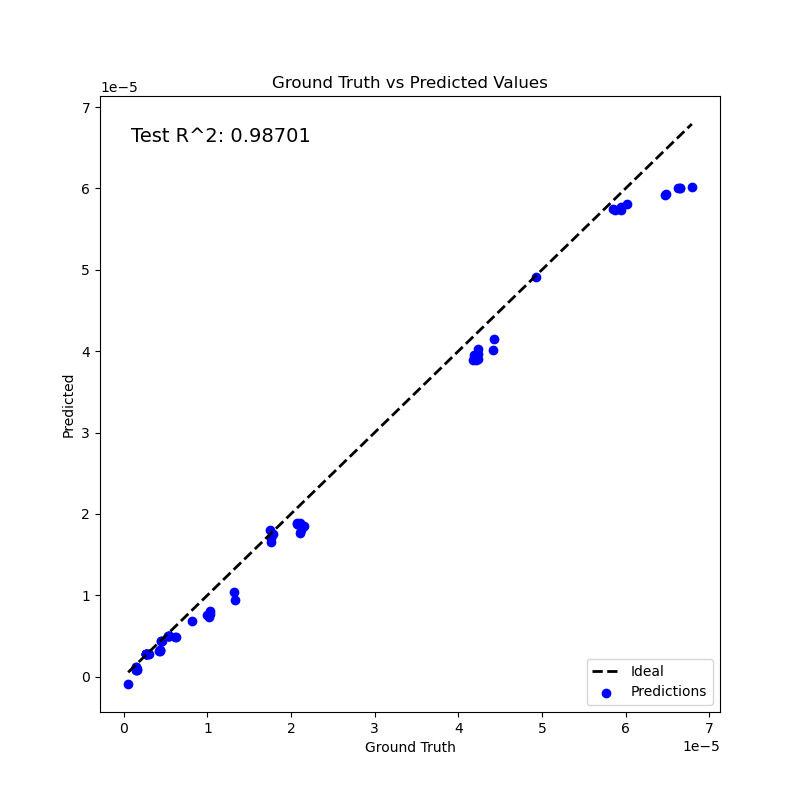 Ground Truth vs Predicted Values
1e−5
Test R^2: 0.98701
7
6
5
4
3
2
1
0
Predicted
Ideal
Predictions
0 1 2 3 4 5 6 7
Ground Truth
1e−5